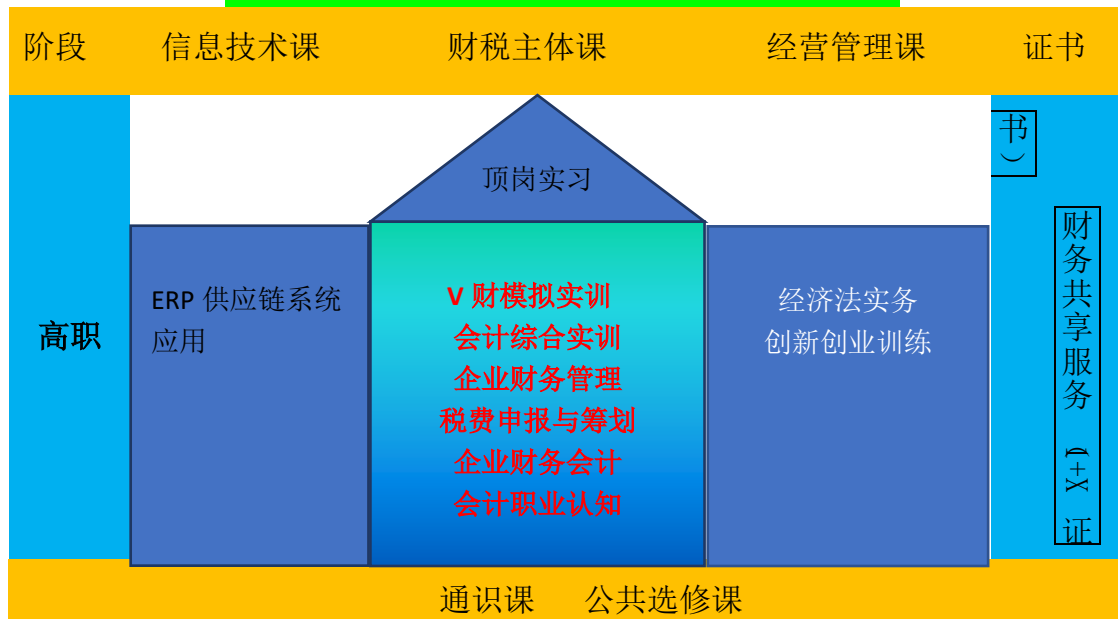 阶段 信息技术课 财税主体课 经营管理课 证书
顶岗实习
高职
ERP 供应链系统
应用
V 财模拟实训
会计综合实训
企业财务管理
税费申报与筹划
企业财务会计
会计职业认知
经济法实务
创新创业训练
财务共享服务 (1+X 证
书)
通识课 公共选修课